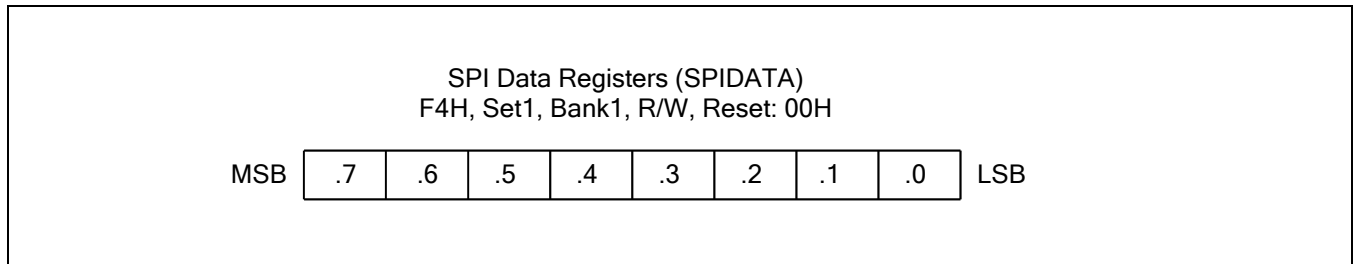 SPI Data Registers (SPIDATA)
F4H, Set1, Bank1, R/W, Reset: 00H
MSB .7 .6 .5 .4 .3 .2 .1 .0 LSB